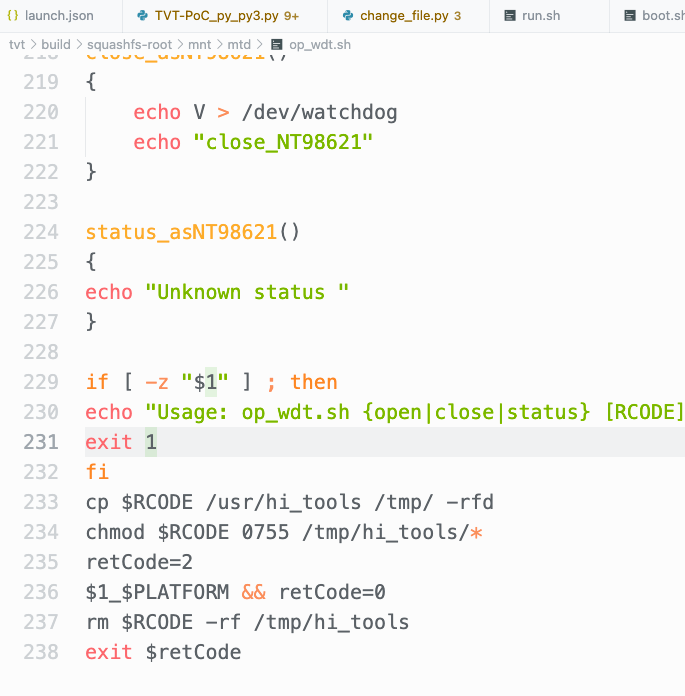 launch.json TVT-PoC_py_py3.py 9+ change_file.py 3 run.sh boot.sh
tvt > build > squashfs-root > mnt > mtd > op_wdt.sh
218 close_asNT98621()
219 {
220 echo V > /dev/watchdog
221 echo "close_NT98621"
222 }
223
224 status_asNT98621()
225 {
226 echo "Unknown status "
227 }
228
229 if [ -z "$1" ] ; then
230 echo "Usage: op_wdt.sh {open|close|status} [RCODE]
231 exit 1
232 fi
233 cp $RCODE /usr/hi_tools /tmp/ -rfd
234 chmod $RCODE 0755 /tmp/hi_tools/*
235 retCode=2
236 $1_$PLATFORM && retCode=0
237 rm $RCODE -rf /tmp/hi_tools
238 exit $retCode